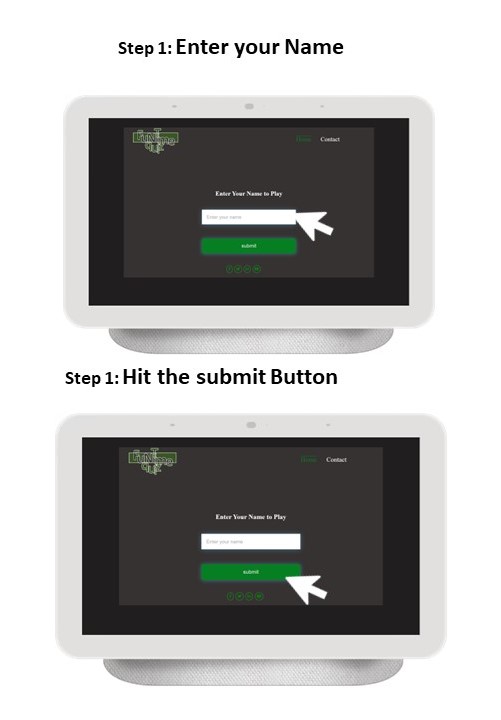 Step 1: Enter your Name
Contact
Enter Your Name to Play
Enter your name
submit
Step 1: Hit the submit Button
Home Contact
Enter Your Name to Play
Enter your name
submit